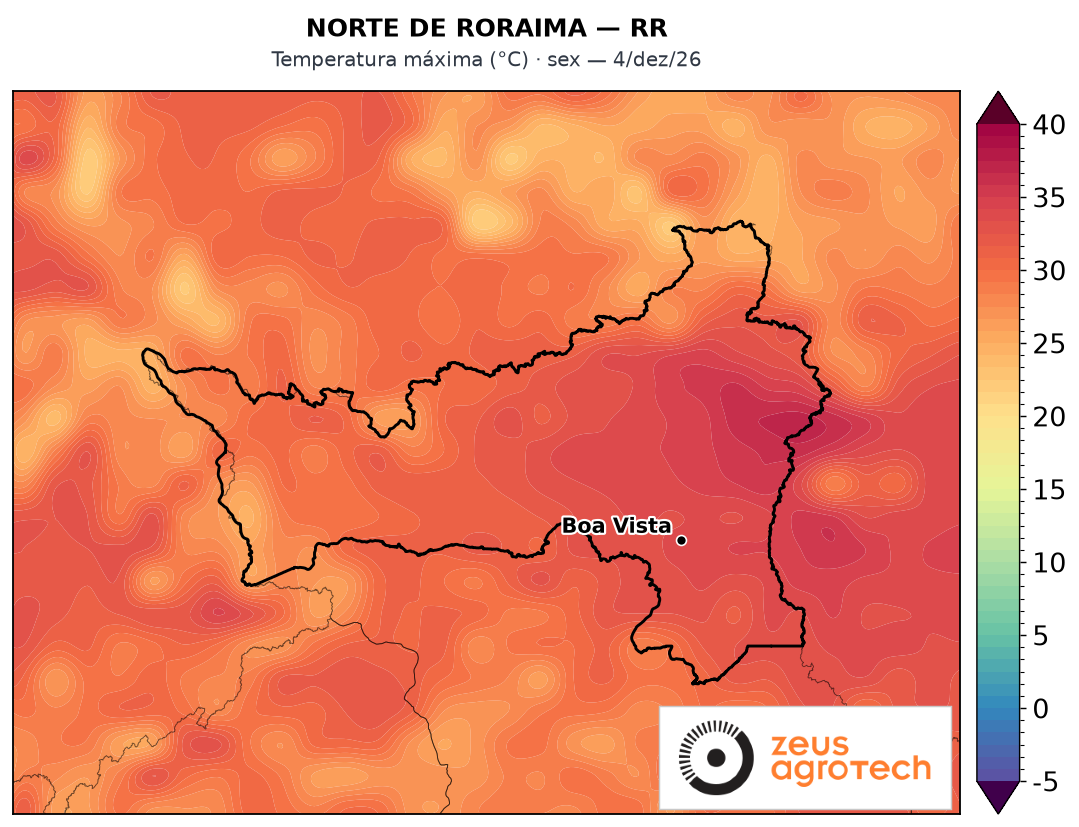 NORTE DE RORAIMA — RR
Temperatura máxima (°C) · sex — 4/dez/26
40
35
30
25
20
15
10
5
0
-5
Boa Vista
zeus
agrotech